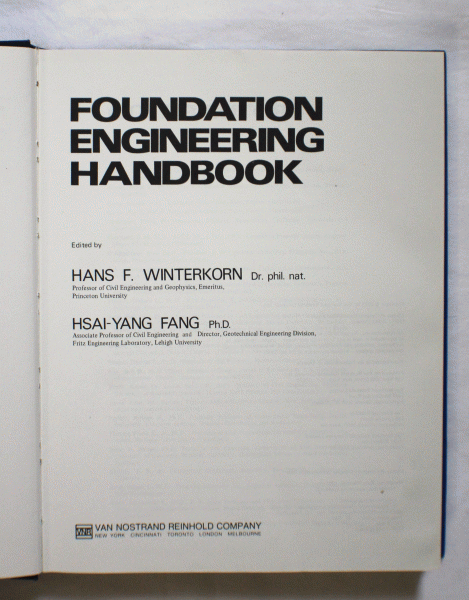 FOUNDATION
ENGINEERING
HANDBOOK
Edited by
HANS F. WINTERKORN Dr. phil. nat.
Professor of Civil Engineering and Geophysics, Emeritus,
Princeton University
HSAI-YANG FANG Ph.D.
Associate Professor of Civil Engineering and Director, Geotechnical Engineering Division,
Fritz Engineering Laboratory, Lehigh University
VAN NOSTRAND REINHOLD COMPANY
NEW YORK CINCINNATI TORONTO LONDON MELBOURNE